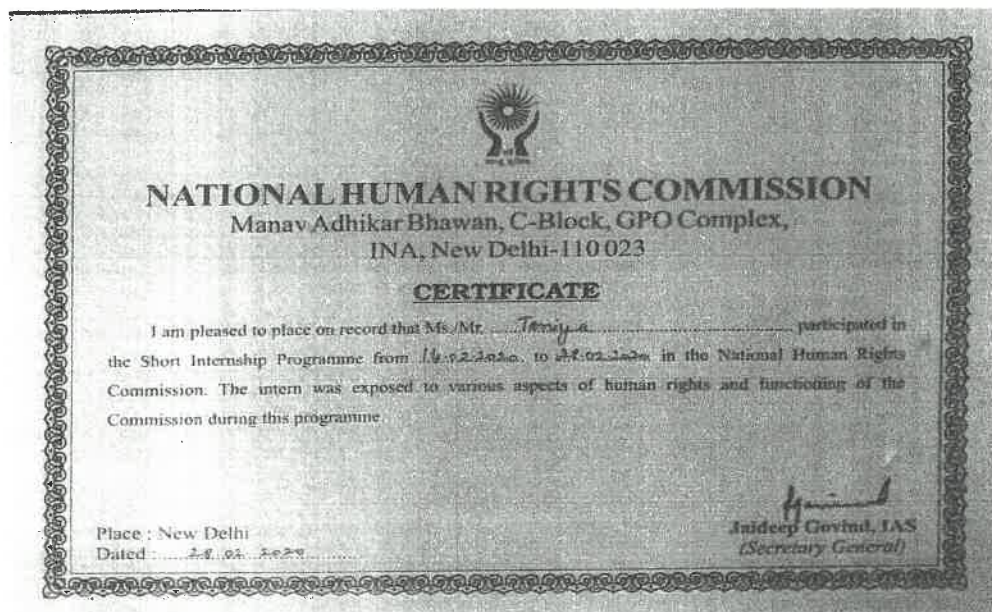 NATIONAL HUMAN RIGHTS COMMISSION
Manav Adhikar Bhawan, C-Block, GPO Complex,
INA, New Delhi-110 023
CERTIFICATE
I am pleased to place on record that Ms./Mr. ......Taniya............................................. participated in
the Short Internship Programme from to in the National Human Rights
Commission. The intern was exposed to various aspects of human rights and functioning of the
Commission during this programme.
Jaideep Govind, IAS
(Secretary General)
Place : New Delhi
Dated : 28.02.2020